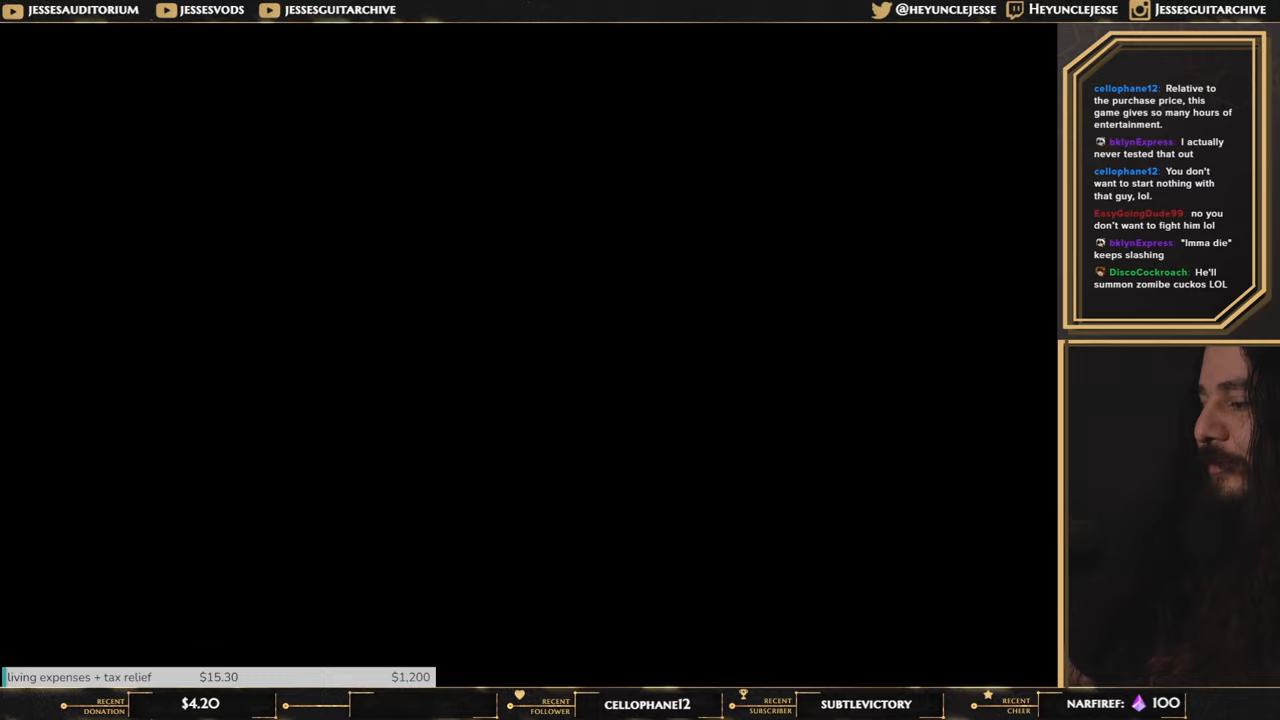 JESSESAUDITORIUM JESSESVODS JESSESGUITARCHIVE @HEYUNCLEJESSE HEYUNCLEJESSE JESSESGUITARCHIVE
cellophane12: Relative to
the purchase price, this
game gives so many hours of
entertainment.
bklynExpress: I actually
never tested that out
cellophane12: You don't
want to start nothing with
that guy, lol.
EasyGoingDude99: no you
don't want to fight him lol
bklynExpress: "Imma die"
keeps slashing
DiscoCockroach: He'll
summon zomibe cuckos LOL
living expenses + tax relief $15.30 $1,200
RECENT
DONATION
$4.20
RECENT
FOLLOWER
CELLOPHANE12
RECENT
SUBSCRIBER
SUBTLEVICTORY
RECENT
CHEER
NARFIREF: 100